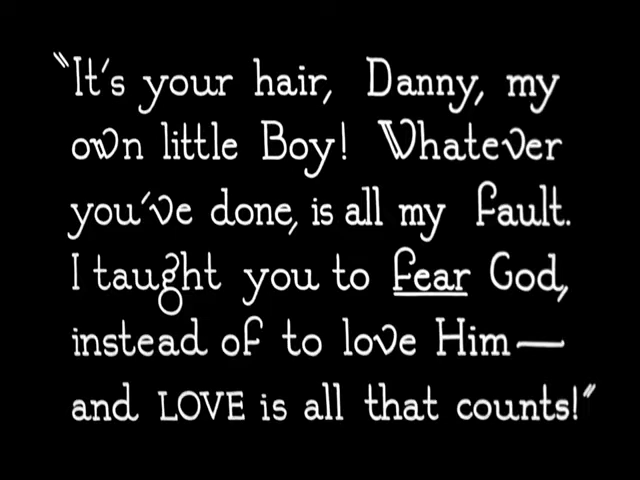 "It's your hair, Danny, my
own little Boy! Whatever
you've done, is all my fault.
I taught you to fear God,
instead of to love Him—
and LOVE is all that counts!"